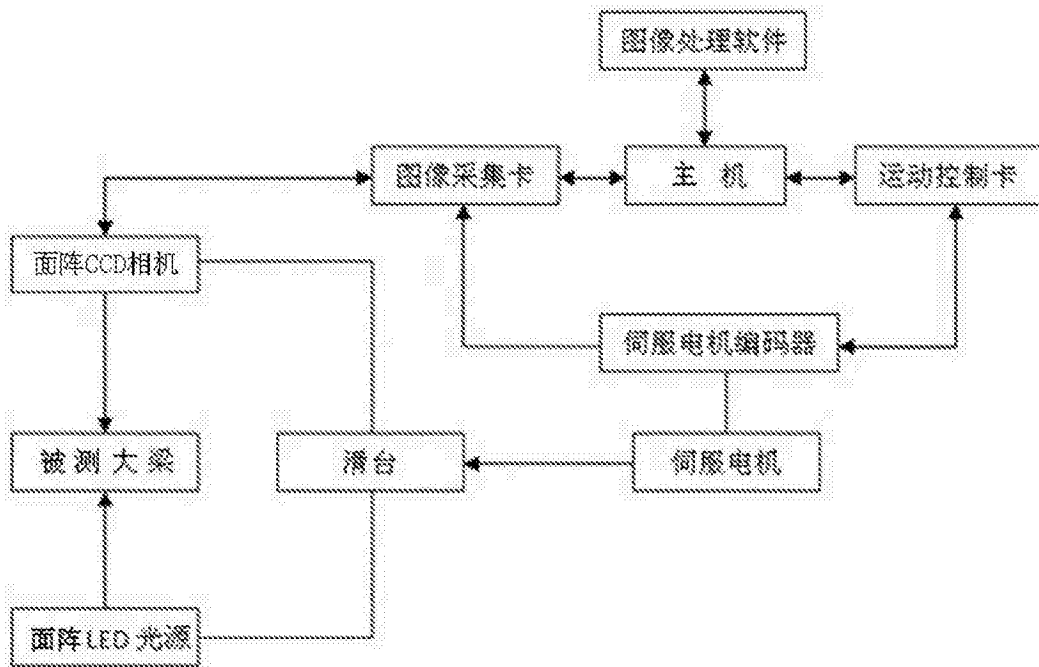 图像处理软件
图像采集卡
主 机
运动控制卡
面阵CCD相机
伺服电机编码器
被测大梁
滑台
伺服电机
面阵LED光源